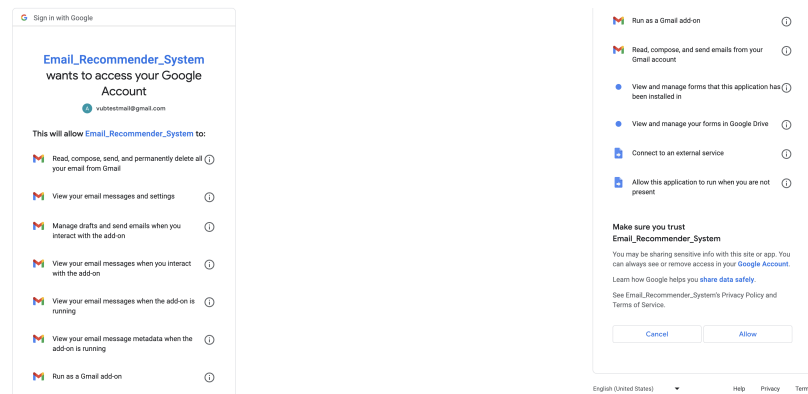 Sign in with Google
Email_Recommender_System
wants to access your Google
Account
A vubtestmail@gmail.com
This will allow Email_Recommender_System to:
Read, compose, send, and permanently delete all
your email from Gmail
View your email messages and settings
Manage drafts and send emails when you
interact with the add-on
View your email messages when you interact
with the add-on
View your email messages when the add-on is
running
View your email message metadata when the
add-on is running
Run as a Gmail add-on
Run as a Gmail add-on
Read, compose, and send emails from your
Gmail account
View and manage forms that this application has
been installed in
View and manage your forms in Google Drive
Connect to an external service
Allow this application to run when you are not
present
Make sure you trust
Email_Recommender_System
You may be sharing sensitive info with this site or app. You
can always see or remove access in your Google Account.
Learn how Google helps you share data safely.
See Email_Recommender_System's Privacy Policy and
Terms of Service.
Cancel Allow
English (United States) Help Privacy Term